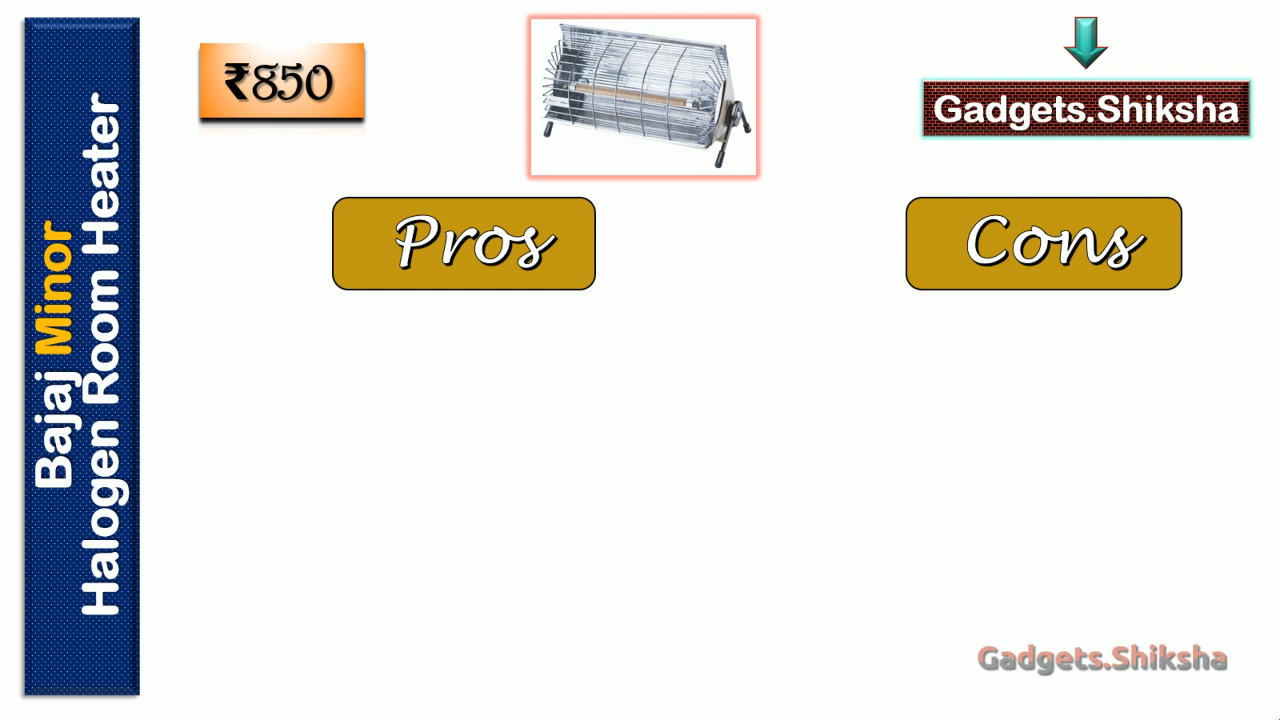 Bajaj Minor
Halogen Room Heater
₹850
Gadgets.Shiksha
Pros
Cons
Gadgets.Shiksha